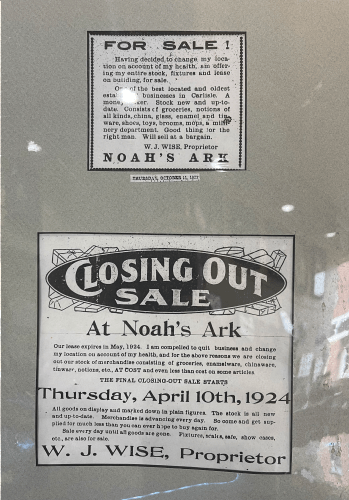 FOR SALE!
Having decided to change my loca-
tion on account of my health, am offer-
ing my entire stock, fixtures and lease
on building, for sale.
One of the best located and oldest
businesses in Carlisle. A
money Stock new and up-to-
date. Consists of groceries, notions of
all kinds, china, glass, enamel and tin
ware, shoes, toys, brooms, mops, a milli-
nery department. Good thing for the
right man. Will sell at a bargain.
W. J. WISE, Proprietor
NOAH'S ARK
THURSDAY, OCTOBER
CLOSING OUT
SALE
At Noah's Ark
Our lease expires in May, 1924. I am compelled to quit business and change
my location on account of my health, and for the above reasons we are closing
out our stock of merchandise consisting of groceries, enamelware, chinaware,
tinware, notions, etc., AT COST and even less than cost on some articles.
THE FINAL CLOSING-OUT SALE STARTS
Thursday, April 10th, 1924
All goods on display and marked down in plain figures. The stock is all new
and up-to-date. Merchandise is advancing every day. So come and get sup-
plied for much less than you can ever hope to buy again for.
Sale every day until all goods are gone. Fixtures, scales, safe, show cases,
etc., are also for sale.
W. J. WISE, Proprietor